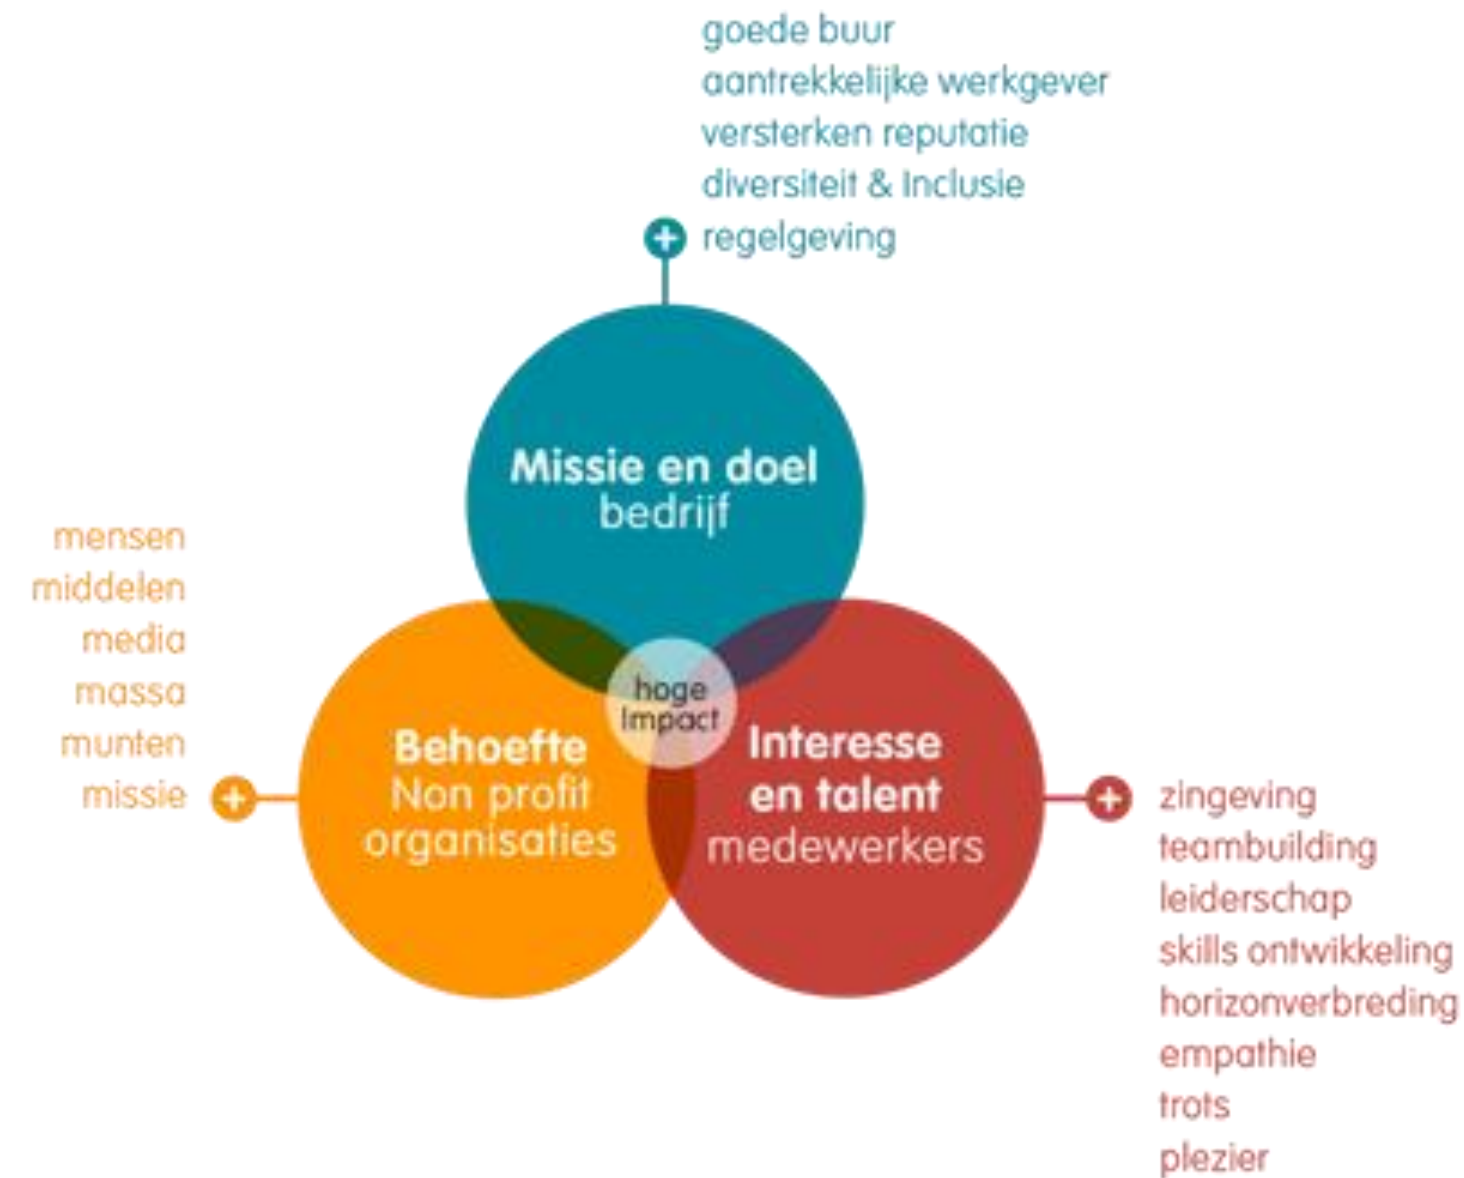 goede buur
aantrekkelijke werkgever
versterken reputatie
diversiteit & Inclusie
regelgeving
Missie en doel
bedrijf
mensen
middelen
media
massa
munten
missie
hoge
Impact
Behoefte
Non profit
organisaties
Interesse
en talent
medewerkers
zingeving
teambuilding
leiderschap
skills ontwikkeling
horizonverbreding
empathie
trots
plezier